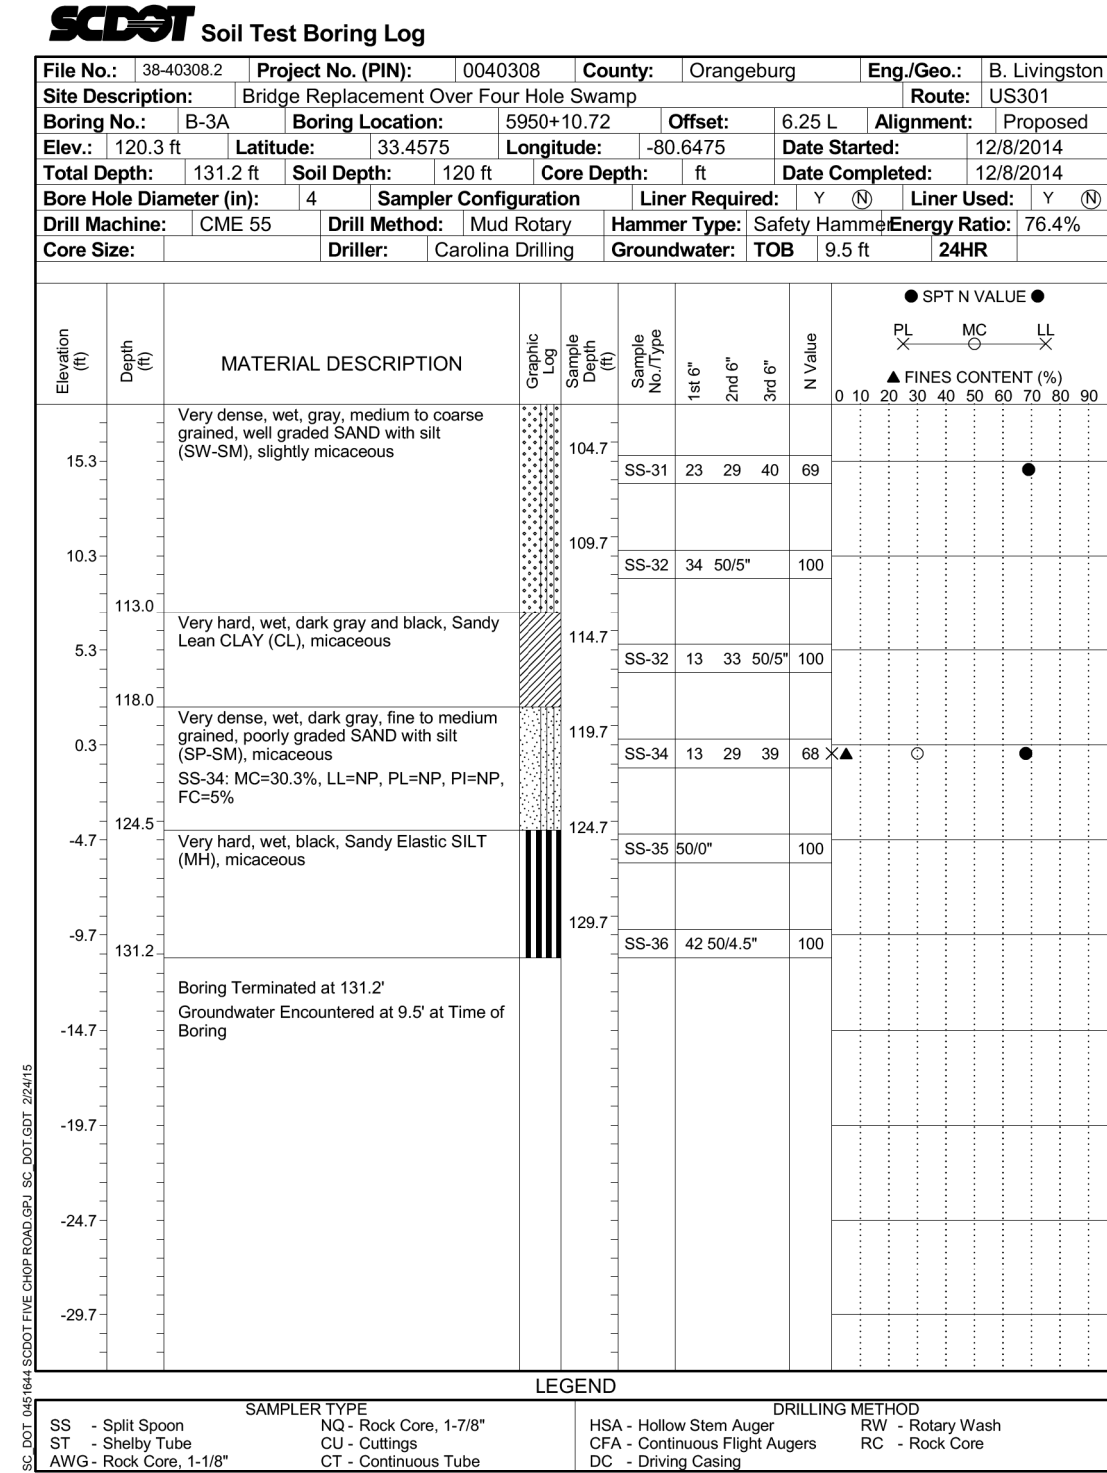 SCDOT Soil Test Boring Log
File No.: 38-40308.2 Project No. (PIN): 0040308 County: Orangeburg Eng./Geo.: B. Livingston
Site Description: Bridge Replacement Over Four Hole Swamp Route: US301
Boring No.: B-3A Boring Location: 5950+10.72 Offset: 6.25 L Alignment: Proposed
Elev.: 120.3 ft Latitude: 33.4575 Longitude: -80.6475 Date Started: 12/8/2014
Total Depth: 131.2 ft Soil Depth: 120 ft Core Depth: ft Date Completed: 12/8/2014
Bore Hole Diameter (in): 4 Sampler Configuration Liner Required: Y N Liner Used: Y N
Drill Machine: CME 55 Drill Method: Mud Rotary Hammer Type: Safety Hammer Energy Ratio: 76.4%
Core Size: Driller: Carolina Drilling Groundwater: TOB 9.5 ft 24HR
Elevation (ft)
Depth (ft)
MATERIAL DESCRIPTION
Graphic Log
Sample Depth (ft)
Sample No./Type
1st 6"
2nd 6"
3rd 6"
N Value
● SPT N VALUE ●
PL MC LL
▲ FINES CONTENT (%)
0 10 20 30 40 50 60 70 80 90
Very dense, wet, gray, medium to coarse
grained, well graded SAND with silt
(SW-SM), slightly micaceous
104.7
15.3
SS-31 23 29 40 69
109.7
10.3
SS-32 34 50/5" 100
113.0
Very hard, wet, dark gray and black, Sandy
Lean CLAY (CL), micaceous
114.7
5.3
SS-32 13 33 50/5" 100
118.0
Very dense, wet, dark gray, fine to medium
grained, poorly graded SAND with silt
(SP-SM), micaceous
119.7
0.3
SS-34 13 29 39 68
SS-34: MC=30.3%, LL=NP, PL=NP, PI=NP,
FC=5%
124.5
124.7
Very hard, wet, black, Sandy Elastic SILT
(MH), micaceous
-4.7
SS-35 50/0" 100
129.7
-9.7
SS-36 42 50/4.5" 100
131.2
Boring Terminated at 131.2'
Groundwater Encountered at 9.5' at Time of
Boring
-14.7
-19.7
-24.7
-29.7
SC_DOT 0451644 SCDOT FIVE CHOP ROAD.GPJ SC_DOT.GDT 2/24/15
LEGEND
SAMPLER TYPE
SS - Split Spoon NQ - Rock Core, 1-7/8"
ST - Shelby Tube CU - Cuttings
AWG - Rock Core, 1-1/8" CT - Continuous Tube
DRILLING METHOD
HSA - Hollow Stem Auger RW - Rotary Wash
CFA - Continuous Flight Augers RC - Rock Core
DC - Driving Casing